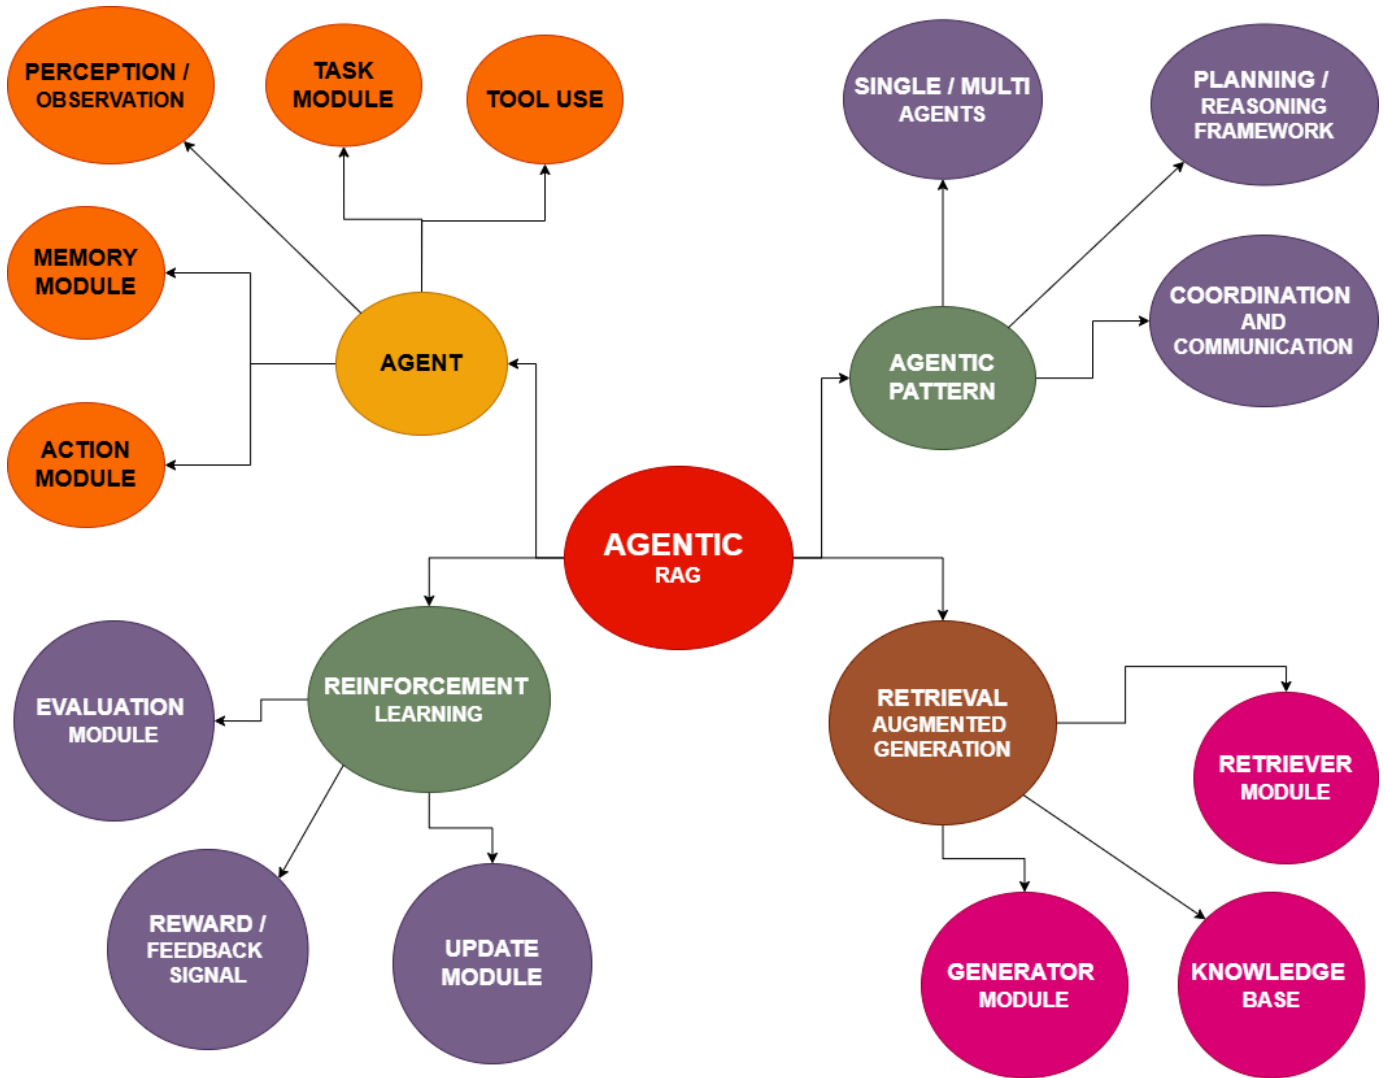 PERCEPTION /
OBSERVATION
TASK
MODULE
TOOL USE
SINGLE / MULTI
AGENTS
PLANNING /
REASONING
FRAMEWORK
MEMORY
MODULE
COORDINATION
AND
COMMUNICATION
AGENT
AGENTIC
PATTERN
ACTION
MODULE
AGENTIC
RAG
REINFORCEMENT
LEARNING
EVALUATION
MODULE
RETRIEVAL
AUGMENTED
GENERATION
RETRIEVER
MODULE
REWARD /
FEEDBACK
SIGNAL
UPDATE
MODULE
GENERATOR
MODULE
KNOWLEDGE
BASE